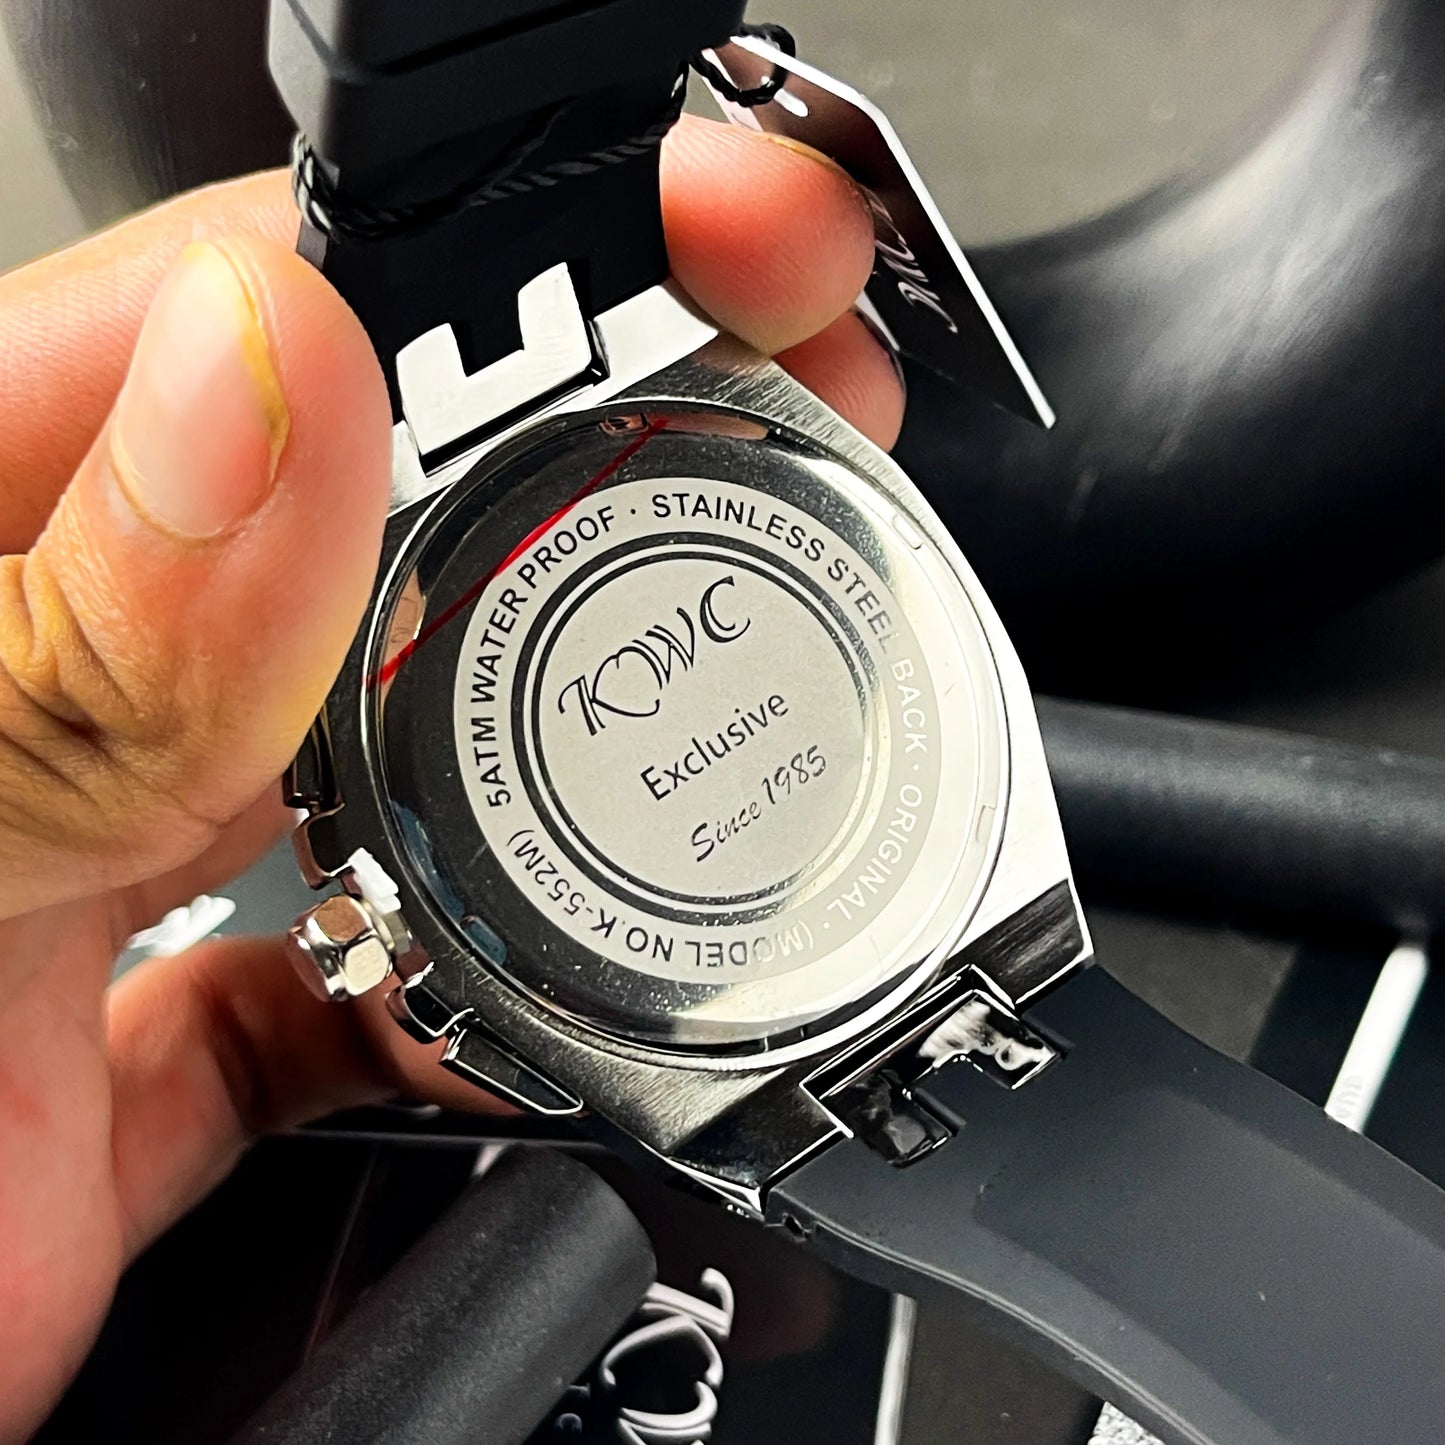 5ATM WATER PROOF · STAINLESS STEEL BACK · ORIGINAL · (MODEL NO.K-552M)
KWC
Exclusive
Since 1985